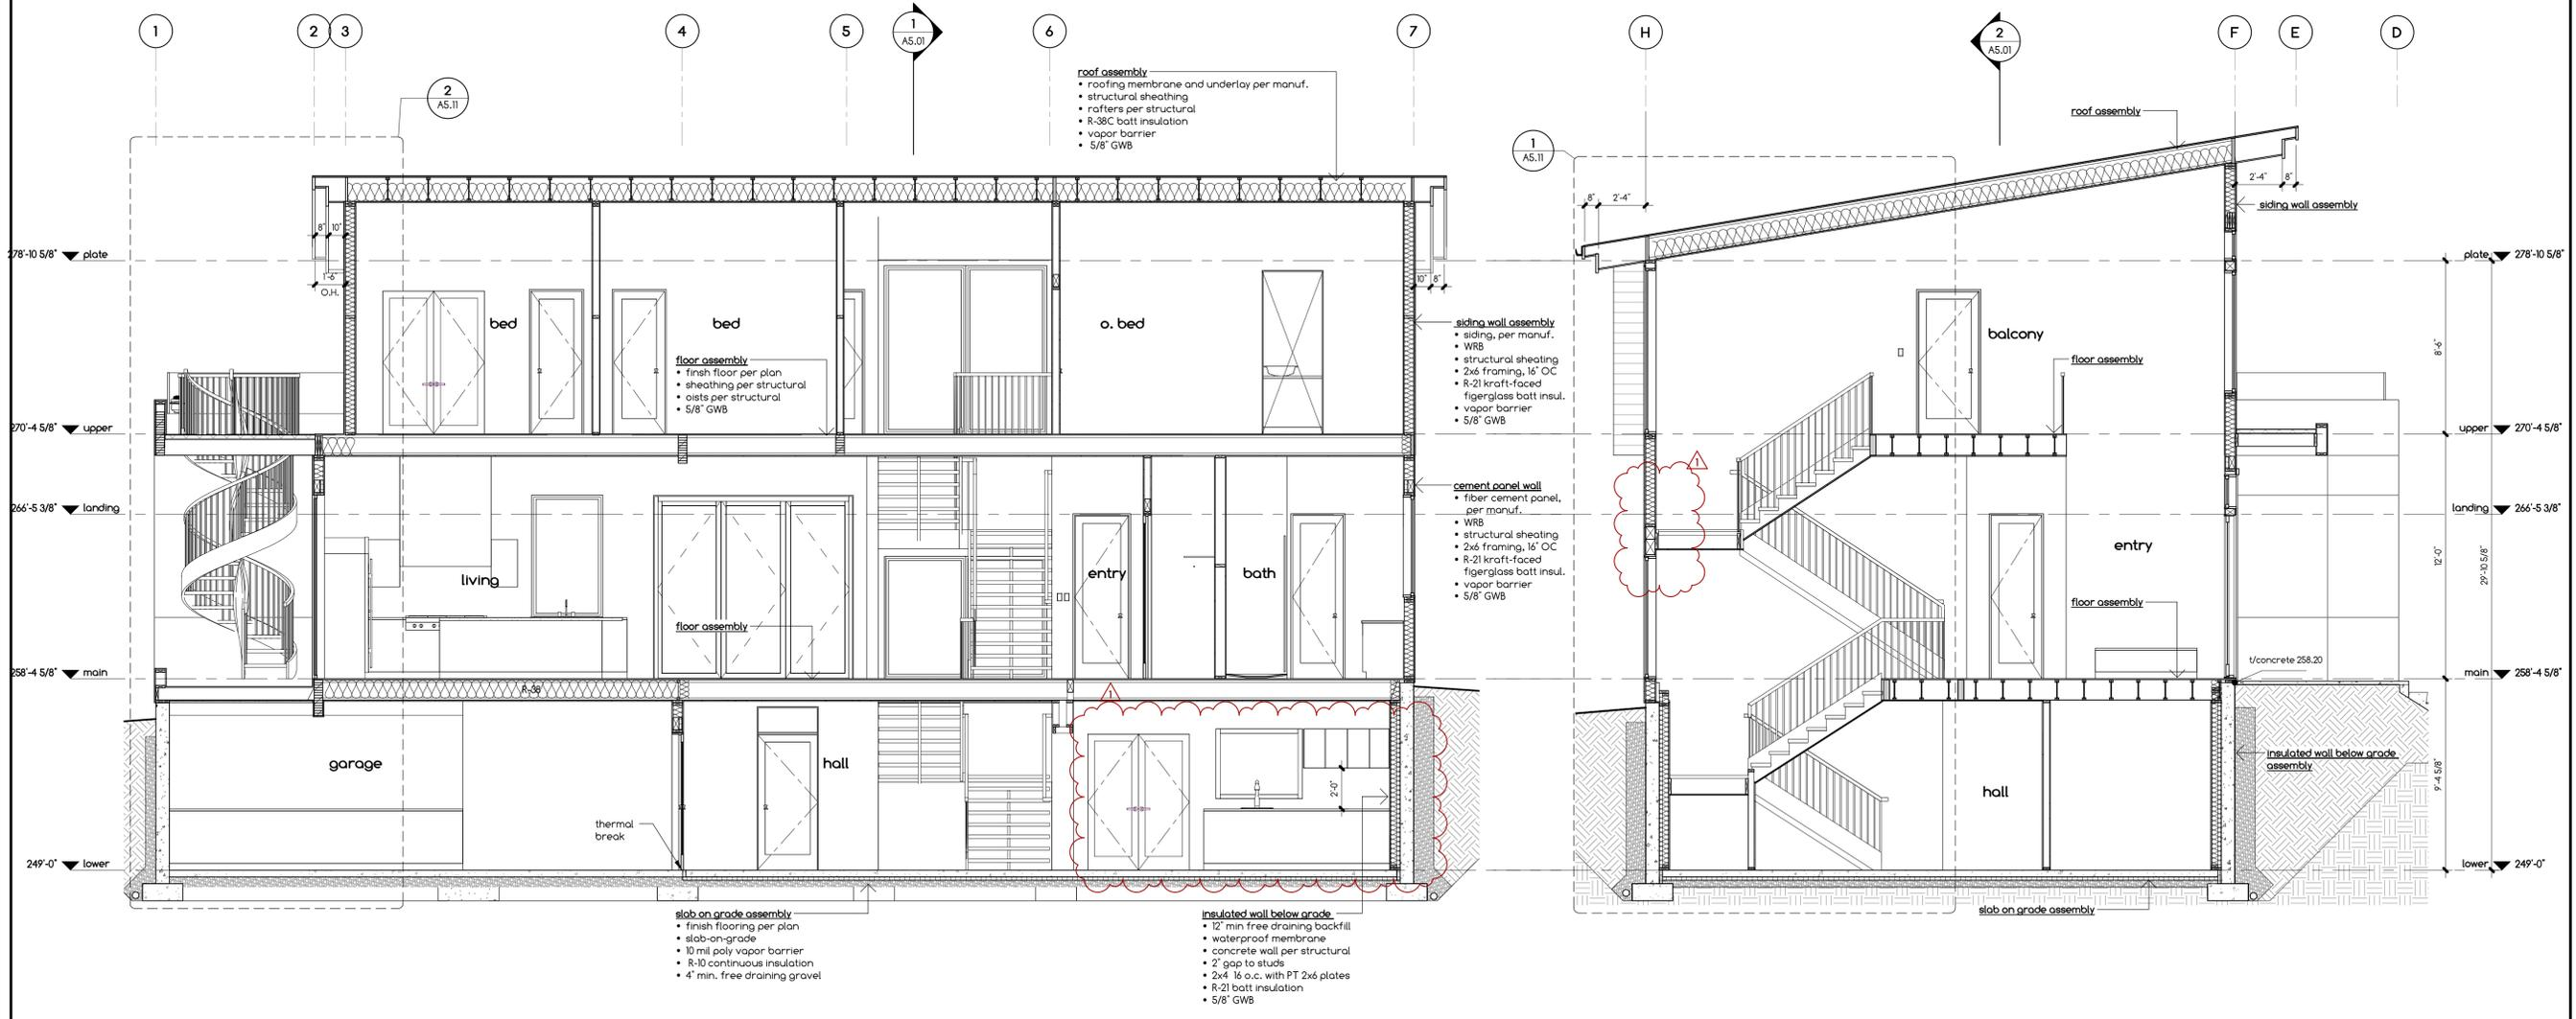 1
2
3
4
5
1
A5.01
6
7
H
2
A5.01
F
E
D
2
A5.11
roof assembly
• roofing membrane and underlay per manuf.
• structural sheathing
• rafters per structural
• R-38C batt insulation
• vapor barrier
• 5/8" GWB
roof assembly
1
A5.11
8"
2'-4"
2'-4"
8"
siding wall assembly
8"
10"
1'-6"
O.H.
10"
8"
278'-10 5/8"
plate
plate
278'-10 5/8"
bed
bed
o. bed
balcony
floor assembly
• finsh floor per plan
• sheathing per structural
• oists per structural
• 5/8" GWB
siding wall assembly
• siding, per manuf.
• WRB
• structural sheating
• 2x6 framing, 16" OC
• R-21 kraft-faced
figerglass batt insul.
• vapor barrier
• 5/8" GWB
floor assembly
8'-6"
270'-4 5/8"
upper
upper
270'-4 5/8"
1
cement panel wall
• fiber cement panel,
per manuf.
• WRB
• structural sheating
• 2x6 framing, 16" OC
• R-21 kraft-faced
figerglass batt insul.
• vapor barrier
• 5/8" GWB
266'-5 3/8"
landing
landing
266'-5 3/8"
living
entry
bath
entry
12'-0"
29'-10 5/8"
floor assembly
floor assembly
t/concrete 258.20
258'-4 5/8"
main
main
258'-4 5/8"
R-38
1
garage
hall
2'-0"
hall
insulated wall below grade
assembly
9'-4 5/8"
thermal
break
249'-0"
lower
lower
249'-0"
slab on grade assembly
• finish flooring per plan
• slab-on-grade
• 10 mil poly vapor barrier
• R-10 continuous insulation
• 4" min. free draining gravel
insulated wall below grade
• 12" min free draining backfill
• waterproof membrane
• concrete wall per structural
• 2" gap to studs
• 2x4 16 o.c. with PT 2x6 plates
• R-21 batt insulation
• 5/8" GWB
slab on grade assembly